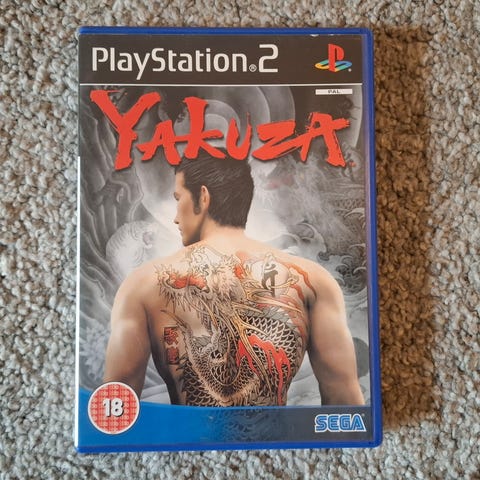 PlayStation®2
PAL
YAKUZA
18
SEGA